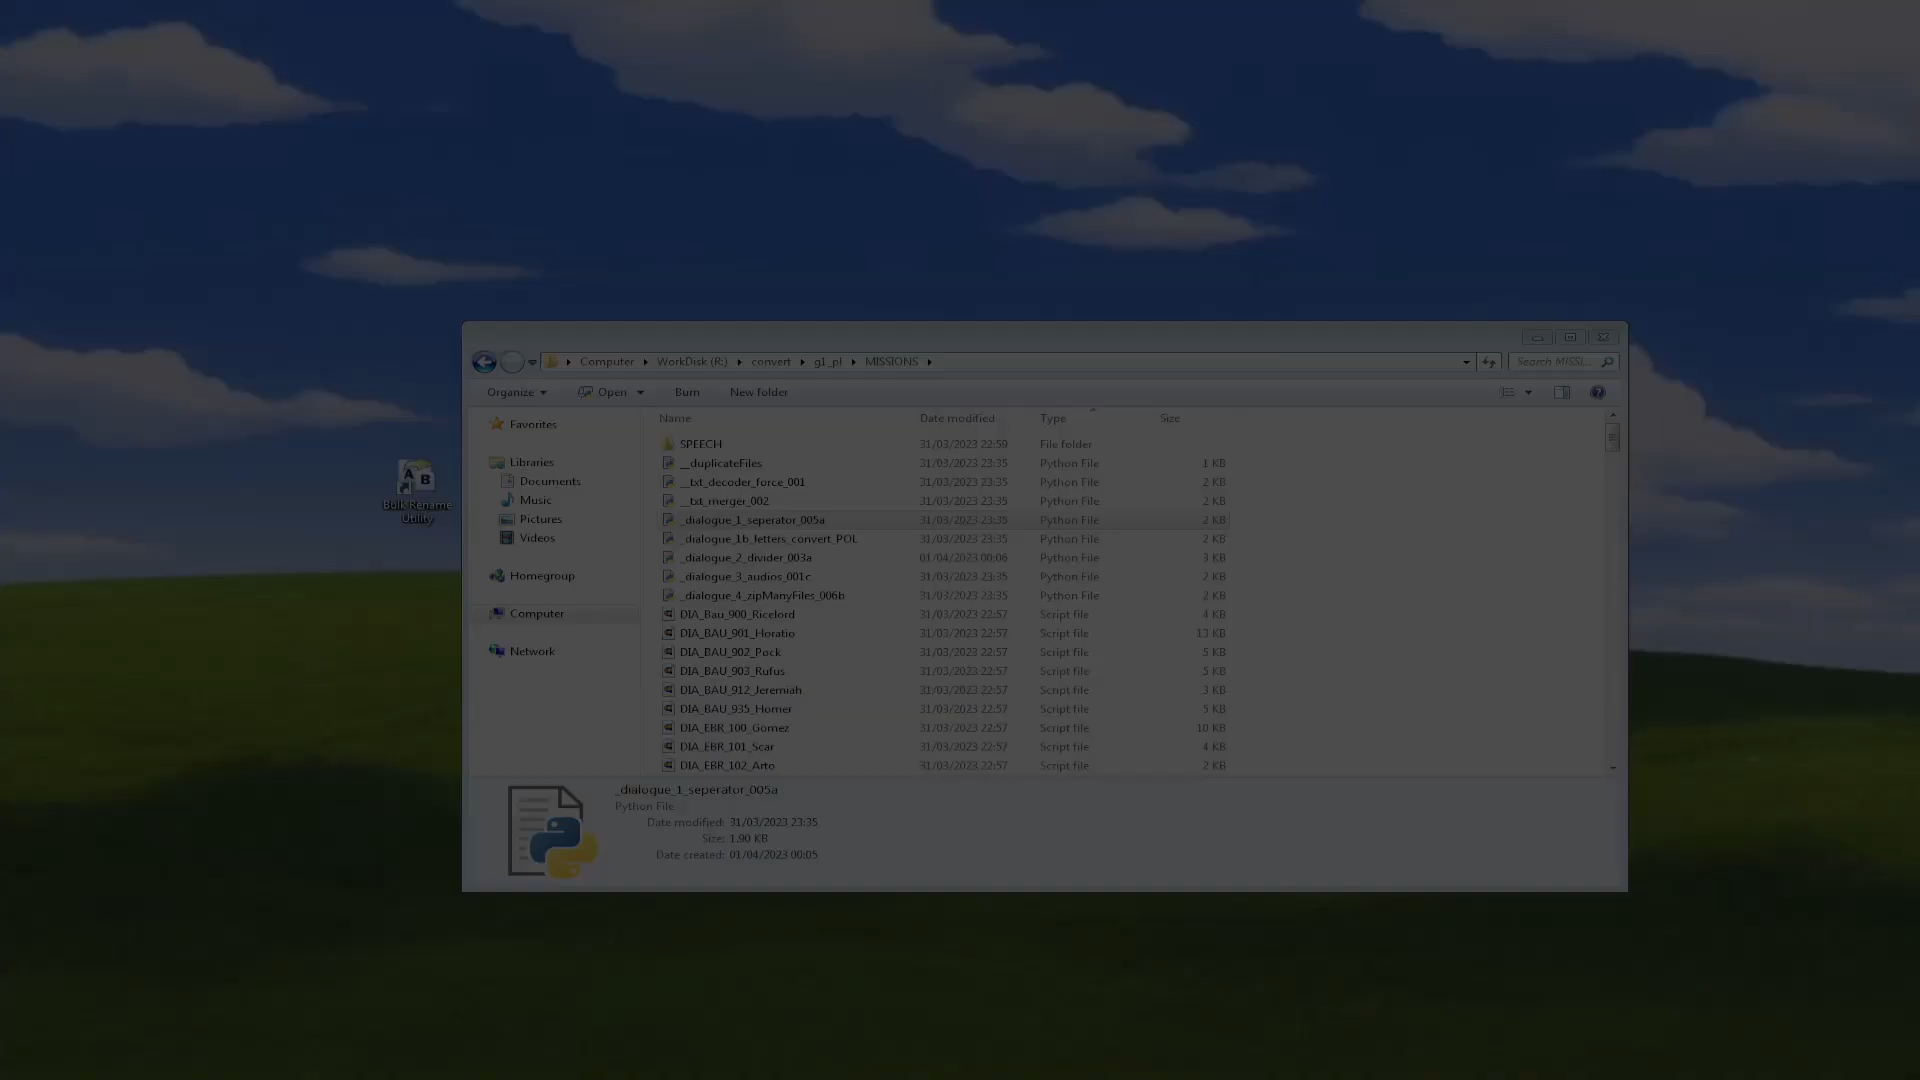 Computer WorkDisk (R:) convert g1_pl MISSIONS Search MISSI...
Organize Open Burn New folder
Name Date modified Type Size
Favorites
Libraries
Documents
Music
Pictures
Videos
Homegroup
Computer
Network
SPEECH 31/03/2023 22:59 File folder
__duplicateFiles 31/03/2023 23:35 Python File 1 KB
__txt_decoder_force_001 31/03/2023 23:35 Python File 2 KB
__txt_merger_002 31/03/2023 23:35 Python File 2 KB
_dialogue_1_seperator_005a 31/03/2023 23:35 Python File 2 KB
_dialogue_1b_letters_convert_POL 31/03/2023 23:35 Python File 2 KB
_dialogue_2_divider_003a 01/04/2023 00:06 Python File 3 KB
_dialogue_3_audios_001c 31/03/2023 23:35 Python File 2 KB
_dialogue_4_zipManyFiles_006b 31/03/2023 23:35 Python File 2 KB
DIA_Bau_900_Ricelord 31/03/2023 22:57 Script file 4 KB
DIA_BAU_901_Horatio 31/03/2023 22:57 Script file 13 KB
DIA_BAU_902_Pock 31/03/2023 22:57 Script file 5 KB
DIA_BAU_903_Rufus 31/03/2023 22:57 Script file 5 KB
DIA_BAU_912_Jeremiah 31/03/2023 22:57 Script file 3 KB
DIA_BAU_935_Homer 31/03/2023 22:57 Script file 5 KB
DIA_EBR_100_Gomez 31/03/2023 22:57 Script file 10 KB
DIA_EBR_101_Scar 31/03/2023 22:57 Script file 4 KB
DIA_EBR_102_Arto 31/03/2023 22:57 Script file 2 KB
Bulk Rename
Utility
_dialogue_1_seperator_005a
Python File
Date modified: 31/03/2023 23:35
Size: 1.90 KB
Date created: 01/04/2023 00:05